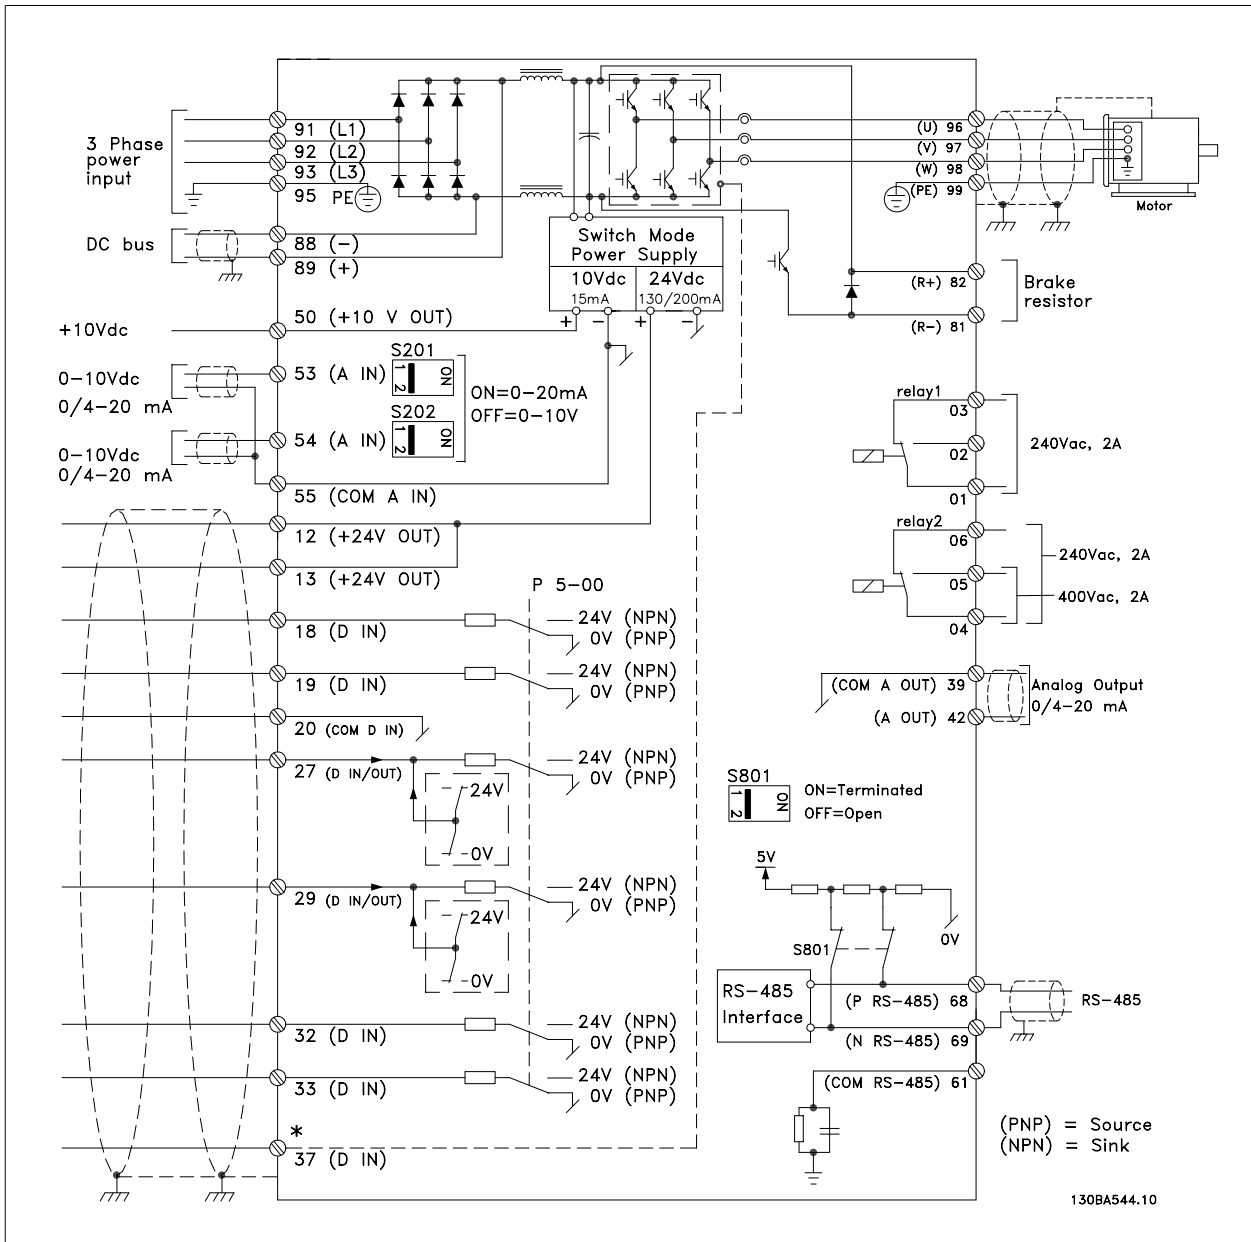 3 Phase
power
input
91 (L1)
92 (L2)
93 (L3)
95 PE
DC bus
88 (−)
89 (+)
Switch Mode
Power Supply
10Vdc
15mA
24Vdc
130/200mA
+ − + −
(U) 96
(V) 97
(W) 98
(PE) 99
Motor
(R+) 82
(R−) 81
Brake
resistor
+10Vdc
50 (+10 V OUT)
0−10Vdc
0/4−20 mA
53 (A IN)
S201
1 2 ON
ON=0−20mA
OFF=0−10V
0−10Vdc
0/4−20 mA
54 (A IN)
S202
1 2 ON
55 (COM A IN)
12 (+24V OUT)
13 (+24V OUT)
P 5-00
18 (D IN)
24V (NPN)
0V (PNP)
19 (D IN)
24V (NPN)
0V (PNP)
20 (COM D IN)
27 (D IN/OUT)
24V (NPN)
0V (PNP)
24V
0V
29 (D IN/OUT)
24V (NPN)
0V (PNP)
24V
0V
32 (D IN)
24V (NPN)
0V (PNP)
33 (D IN)
24V (NPN)
0V (PNP)
*
37 (D IN)
relay1
03
02
01
240Vac, 2A
relay2
06
05
04
240Vac, 2A
400Vac, 2A
(COM A OUT) 39
(A OUT) 42
Analog Output
0/4−20 mA
S801
1 2 ON
ON=Terminated
OFF=Open
5V
S801
0V
RS-485
Interface
(P RS-485) 68
(N RS-485) 69
(COM RS-485) 61
RS-485
(PNP) = Source
(NPN) = Sink
130BA544.10